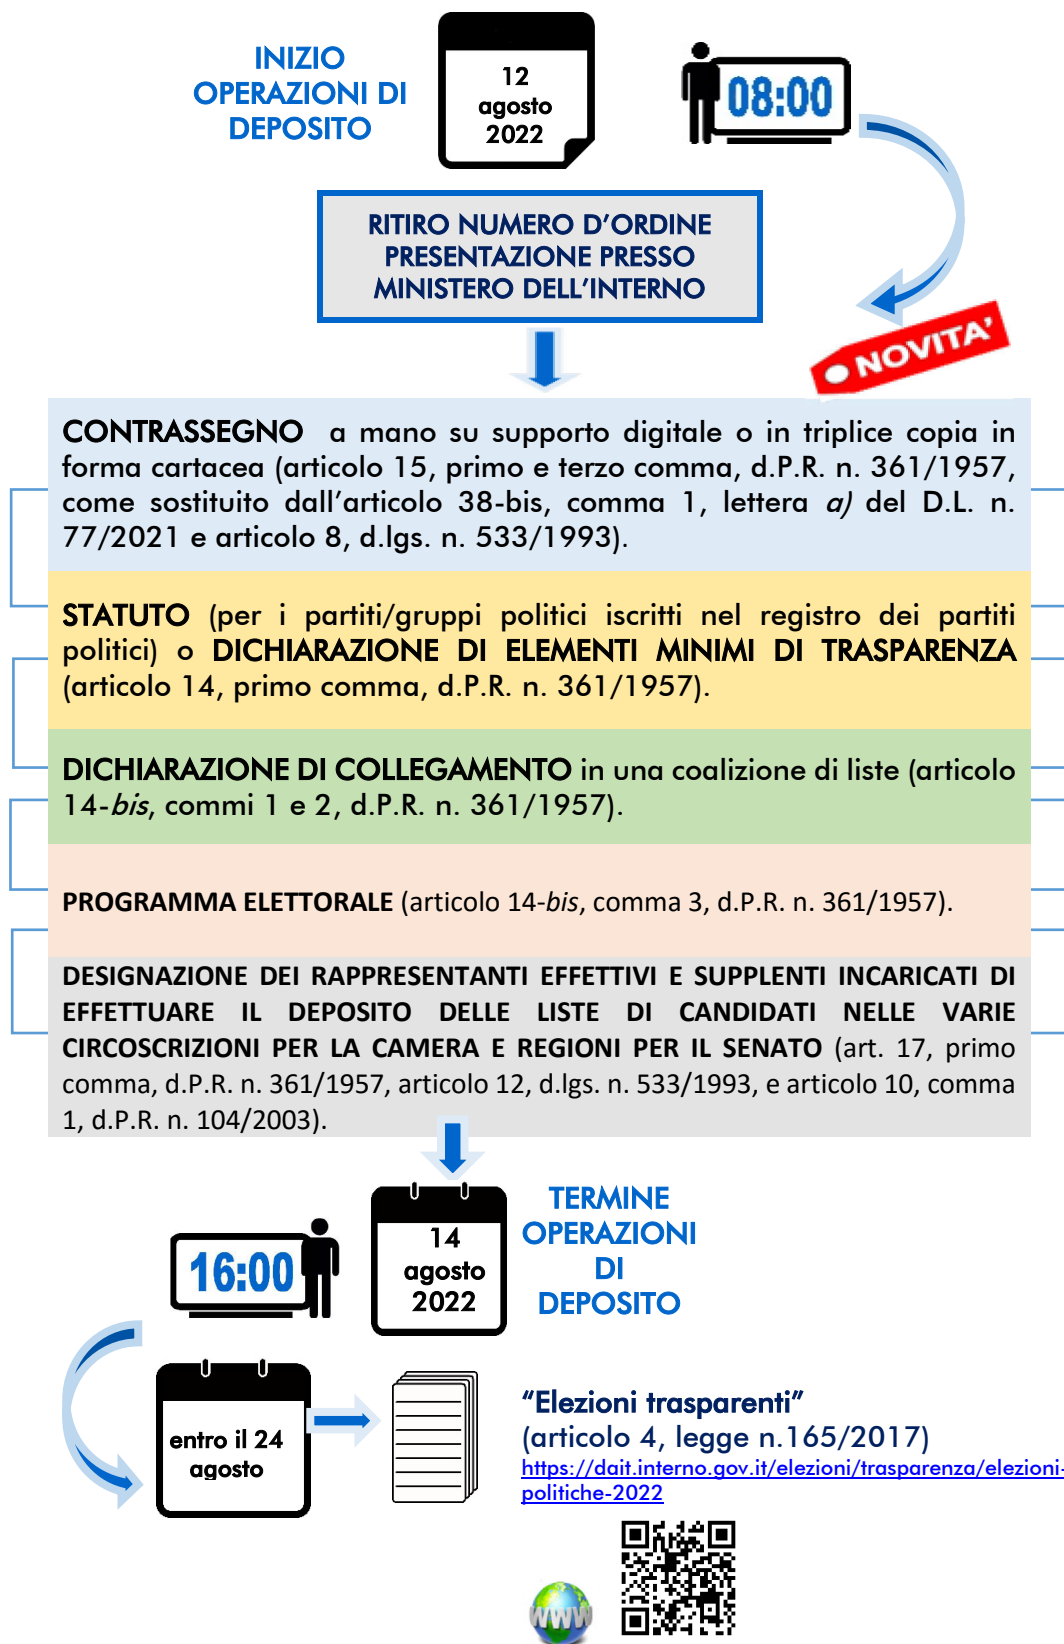 INIZIO
OPERAZIONI DI
DEPOSITO
12
agosto
2022
08:00
RITIRO NUMERO D'ORDINE
PRESENTAZIONE PRESSO
MINISTERO DELL'INTERNO
NOVITA'
CONTRASSEGNO a mano su supporto digitale o in triplice copia in
forma cartacea (articolo 15, primo e terzo comma, d.P.R. n. 361/1957,
come sostituito dall'articolo 38-bis, comma 1, lettera a) del D.L. n.
77/2021 e articolo 8, d.lgs. n. 533/1993).
STATUTO (per i partiti/gruppi politici iscritti nel registro dei partiti
politici) o DICHIARAZIONE DI ELEMENTI MINIMI DI TRASPARENZA
(articolo 14, primo comma, d.P.R. n. 361/1957).
DICHIARAZIONE DI COLLEGAMENTO in una coalizione di liste (articolo
14-bis, commi 1 e 2, d.P.R. n. 361/1957).
PROGRAMMA ELETTORALE (articolo 14-bis, comma 3, d.P.R. n. 361/1957).
DESIGNAZIONE DEI RAPPRESENTANTI EFFETTIVI E SUPPLENTI INCARICATI DI
EFFETTUARE IL DEPOSITO DELLE LISTE DI CANDIDATI NELLE VARIE
CIRCOSCRIZIONI PER LA CAMERA E REGIONI PER IL SENATO (art. 17, primo
comma, d.P.R. n. 361/1957, articolo 12, d.lgs. n. 533/1993, e articolo 10, comma
1, d.P.R. n. 104/2003).
16:00
14
agosto
2022
TERMINE
OPERAZIONI
DI
DEPOSITO
entro il 24
agosto
"Elezioni trasparenti"
(articolo 4, legge n.165/2017)
https://dait.interno.gov.it/elezioni/trasparenza/elezioni-
politiche-2022
WWW